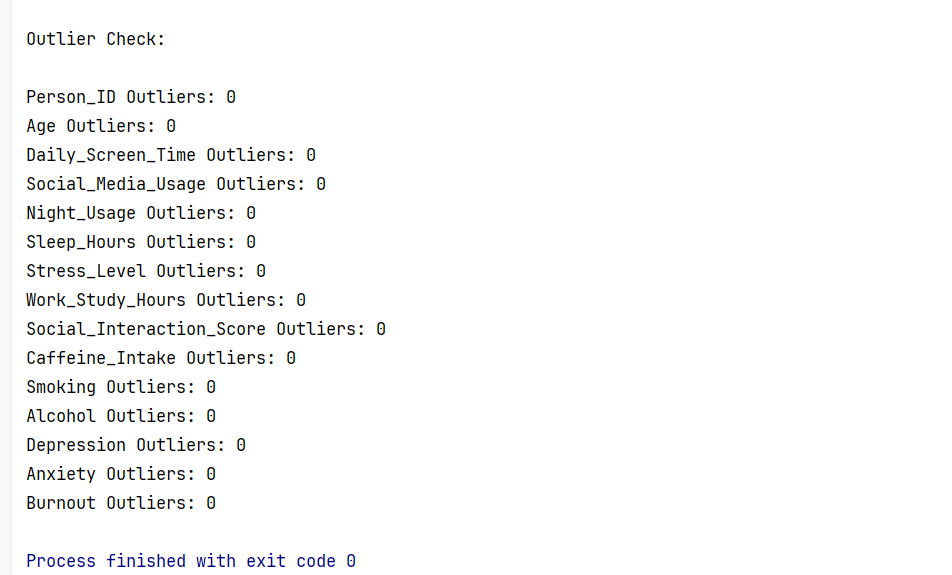 Outlier Check:
Person_ID Outliers: 0
Age Outliers: 0
Daily_Screen_Time Outliers: 0
Social_Media_Usage Outliers: 0
Night_Usage Outliers: 0
Sleep_Hours Outliers: 0
Stress_Level Outliers: 0
Work_Study_Hours Outliers: 0
Social_Interaction_Score Outliers: 0
Caffeine_Intake Outliers: 0
Smoking Outliers: 0
Alcohol Outliers: 0
Depression Outliers: 0
Anxiety Outliers: 0
Burnout Outliers: 0
Process finished with exit code 0